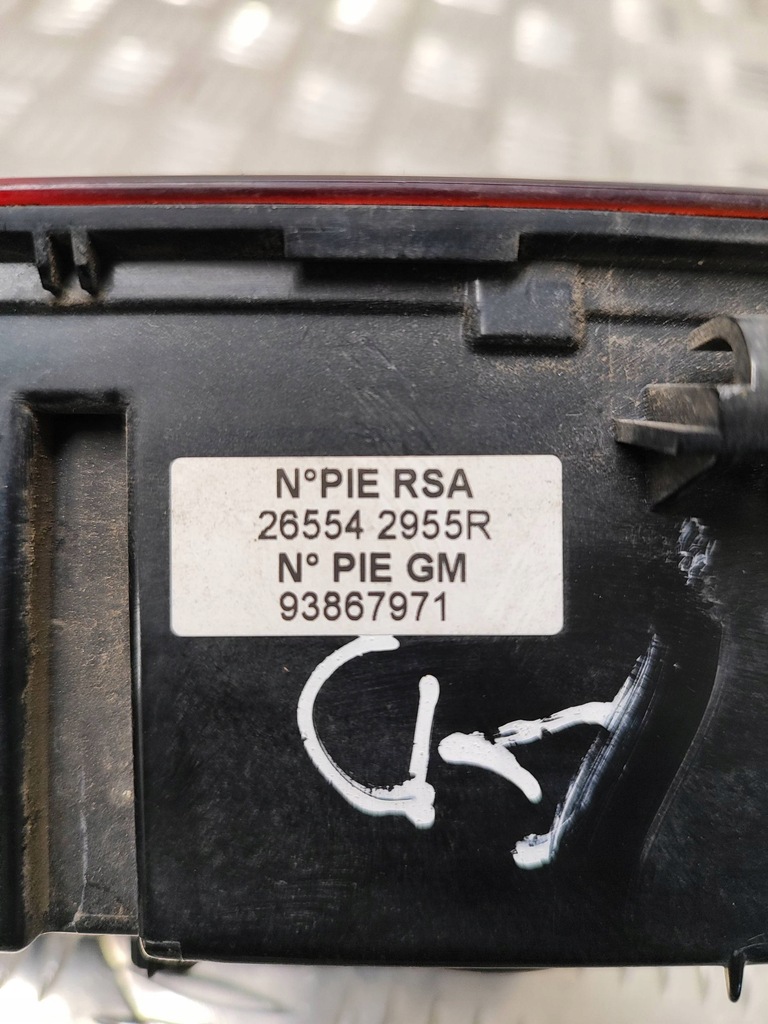 N°PIE RSA
26554 2955R
N° PIE GM
93867971